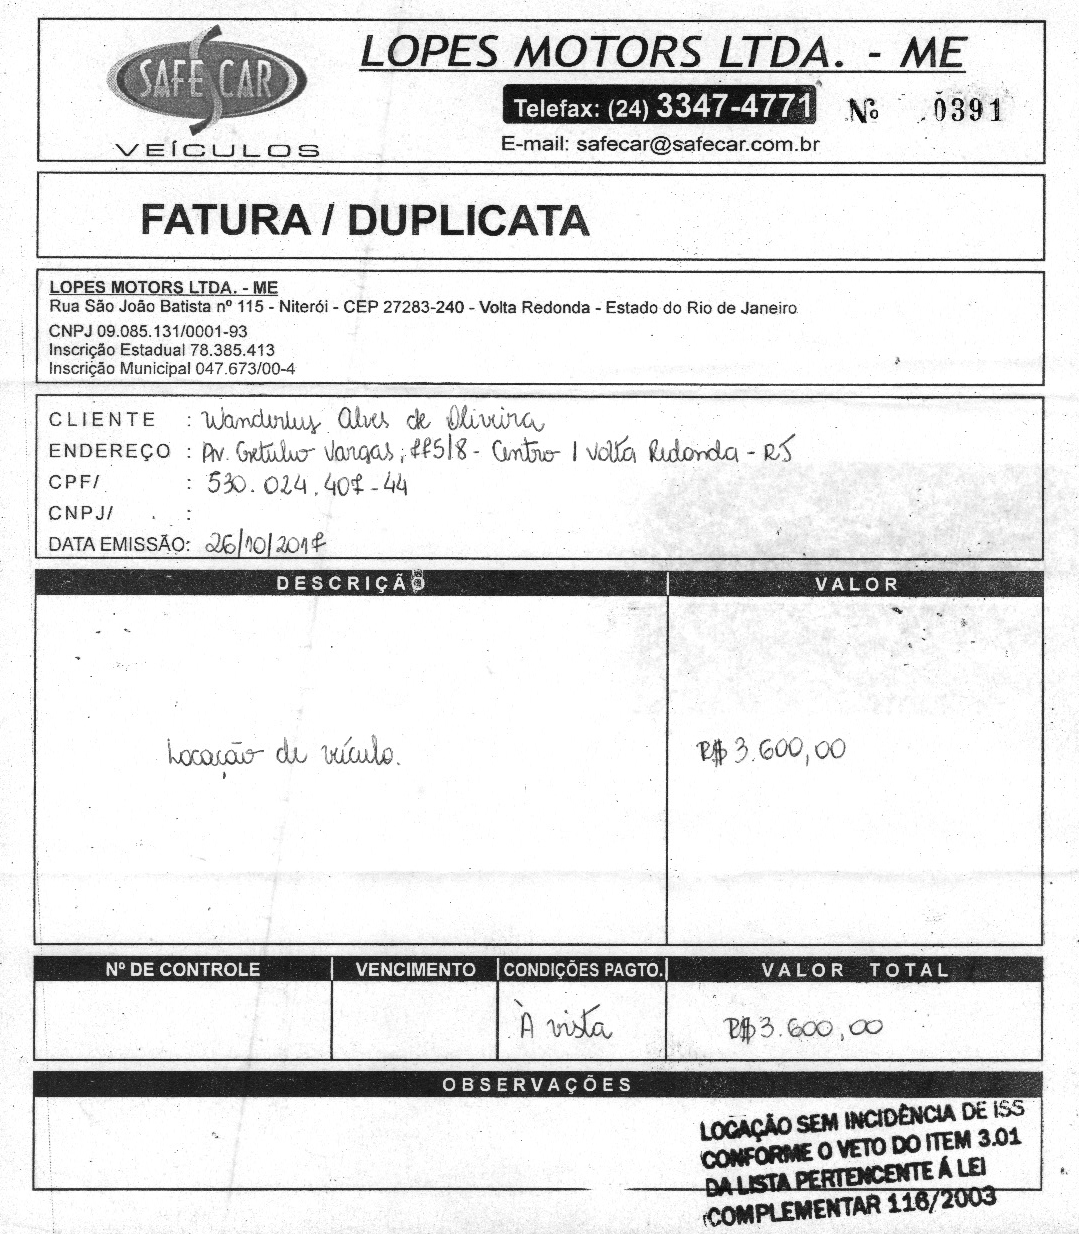 SAFE CAR
VEÍCULOS
LOPES MOTORS LTDA. - ME
Telefax: (24) 3347-4771
Nº 0391
E-mail: safecar@safecar.com.br
FATURA / DUPLICATA
LOPES MOTORS LTDA. - ME
Rua São João Batista nº 115 - Niterói - CEP 27283-240 - Volta Redonda - Estado do Rio de Janeiro
CNPJ 09.085.131/0001-93
Inscrição Estadual 78.385.413
Inscrição Municipal 047.673/00-4
CLIENTE : Wanderley Alves de Oliveira
ENDEREÇO : Av. Getulio Vargas, 775/8 - Centro / Volta Redonda - RJ
CPF/ : 530.024.407-44
CNPJ/ :
DATA EMISSÃO: 26/10/2017
DESCRIÇÃO VALOR
Locação de veículo. R$ 3.600,00
Nº DE CONTROLE VENCIMENTO CONDIÇÕES PAGTO. VALOR TOTAL
À vista R$ 3.600,00
OBSERVAÇÕES
LOCAÇÃO SEM INCIDÊNCIA DE ISS
CONFORME O VETO DO ITEM 3.01
DA LISTA PERTENCENTE Á LEI
COMPLEMENTAR 116/2003